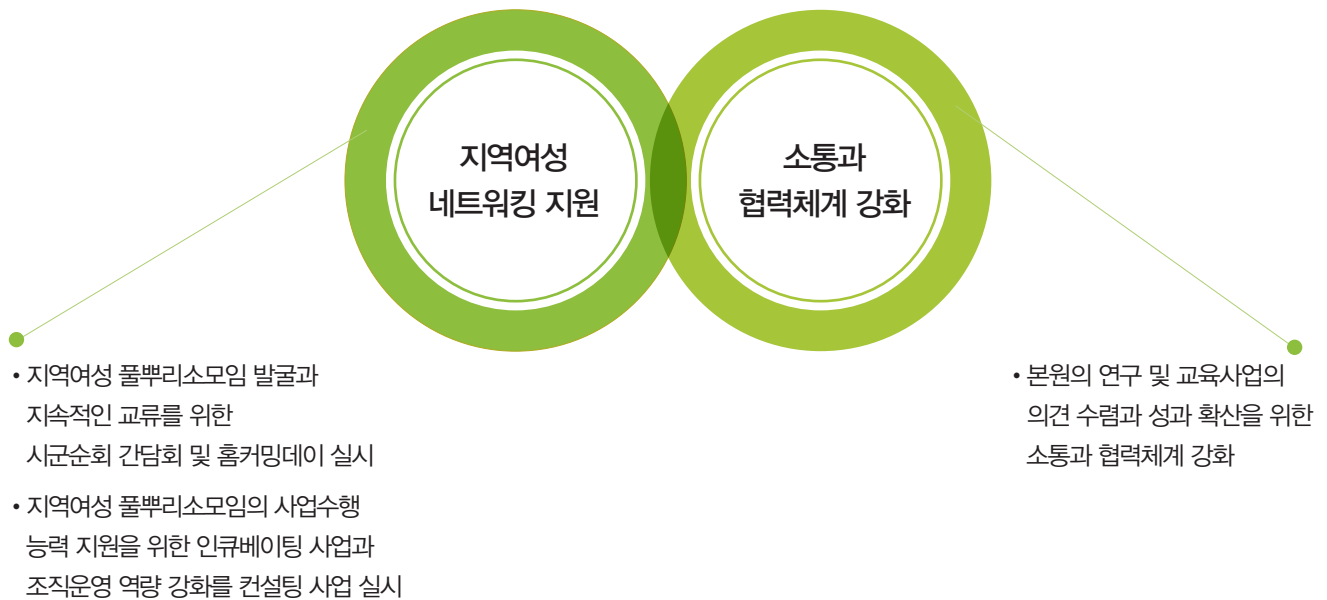 지역여성
네트워킹 지원
소통과
협력체계 강화
• 지역여성 풀뿌리소모임 발굴과
지속적인 교류를 위한
시군순회 간담회 및 홈커밍데이 실시
• 지역여성 풀뿌리소모임의 사업수행
능력 지원을 위한 인큐베이팅 사업과
조직운영 역량 강화를 컨설팅 사업 실시
• 본원의 연구 및 교육사업의
의견 수렴과 성과 확산을 위한
소통과 협력체계 강화